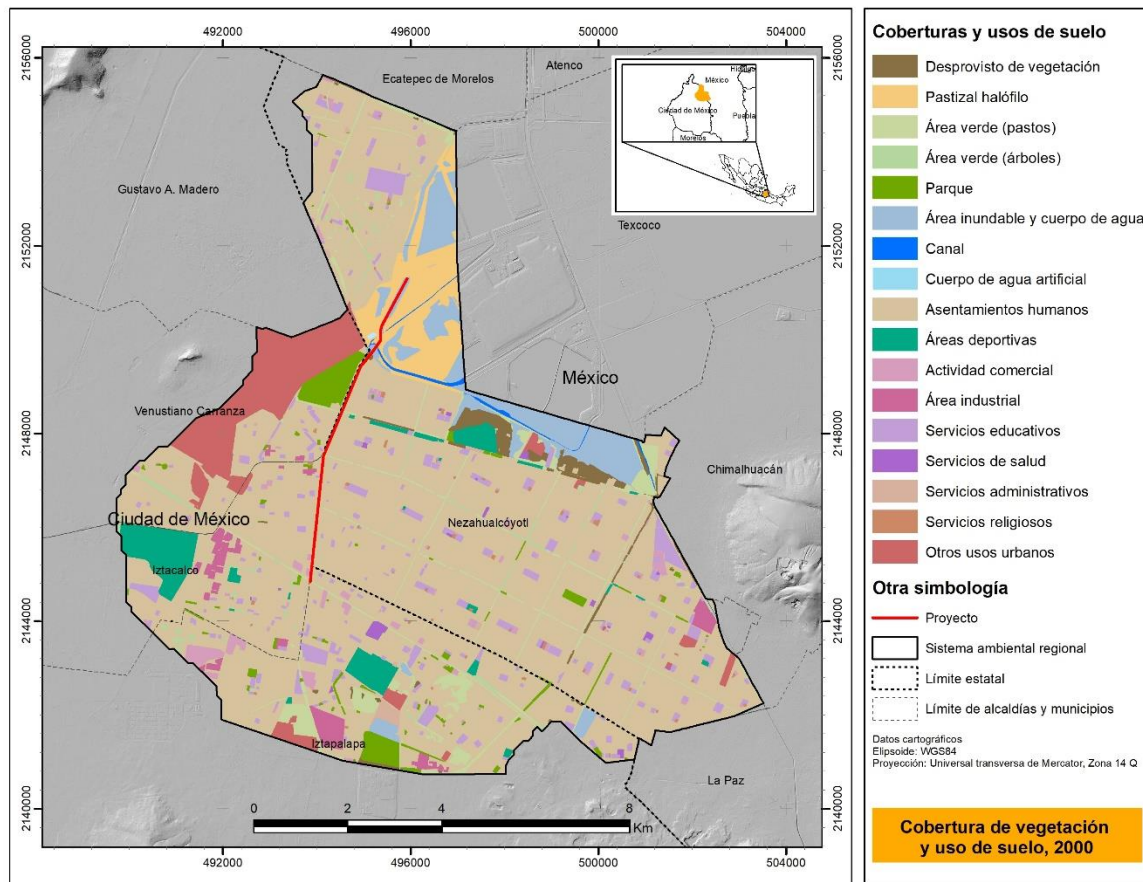 492000
496000
500000
504000
2156000
2152000
2148000
2144000
2140000
2156000
2152000
2148000
2144000
2140000
Ecatepec de Morelos
Atenco
Gustavo A. Madero
Texcoco
México
Hidalgo
Ciudad de México
Puebla
Morelos
México
Venustiano Carranza
Chimalhuacán
Ciudad de México
Nezahualcóyotl
Iztacalco
Iztapalapa
La Paz
0
2
4
8
Km
492000
496000
500000
504000
Coberturas y usos de suelo
Desprovisto de vegetación
Pastizal halófilo
Área verde (pastos)
Área verde (árboles)
Parque
Área inundable y cuerpo de agua
Canal
Cuerpo de agua artificial
Asentamientos humanos
Áreas deportivas
Actividad comercial
Área industrial
Servicios educativos
Servicios de salud
Servicios administrativos
Servicios religiosos
Otros usos urbanos
Otra simbología
Proyecto
Sistema ambiental regional
Límite estatal
Límite de alcaldías y municipios
Datos cartográficos
Elipsoide: WGS84
Proyección: Universal transversa de Mercator, Zona 14 Q
Cobertura de vegetación
y uso de suelo, 2000